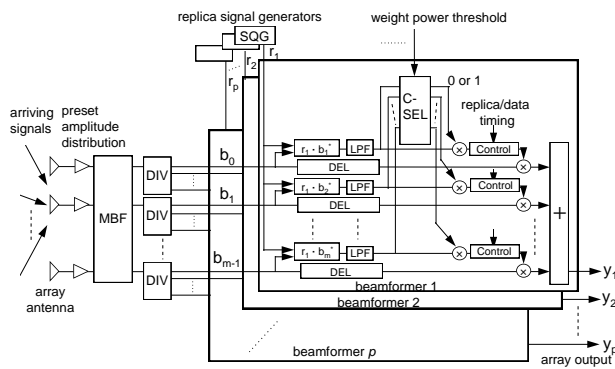 replica signal generators
weight power threshold
SQG
r1
r2
rp
0 or 1
C-
SEL
replica/data
timing
arriving
signals
preset
amplitude
distribution
b0
r1 · b1*
LPF
×
Control
DIV
DEL
×
MBF
b1
r1 · b2*
LPF
×
Control
DIV
DEL
×
+
bm-1
r1 · bm*
LPF
×
Control
DIV
DEL
×
array
antenna
beamformer 1
y1
beamformer 2
y2
beamformer p
yp
array output